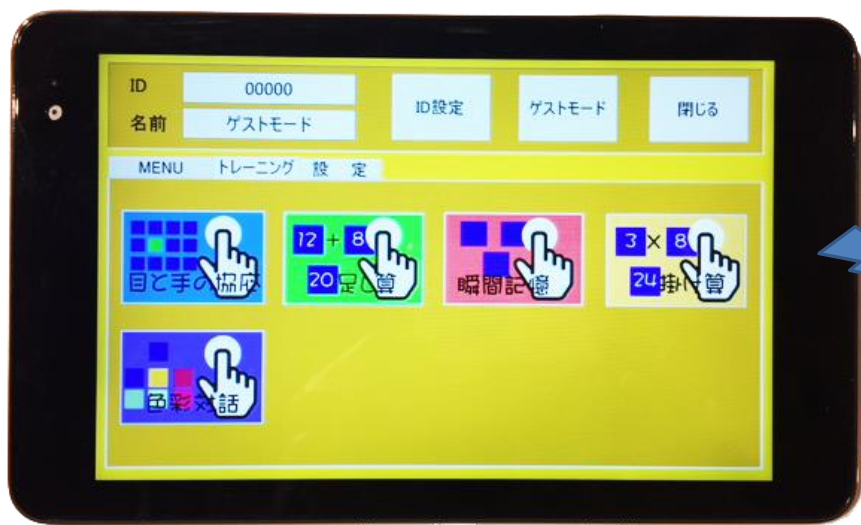 ID 00000 ID設定 ゲストモード 閉じる
名前 ゲストモード
MENU トレーニング 設 定
12 + 8
20 足し算
瞬間記憶
3 × 8
24 掛け算
目と手の協応
色彩対話